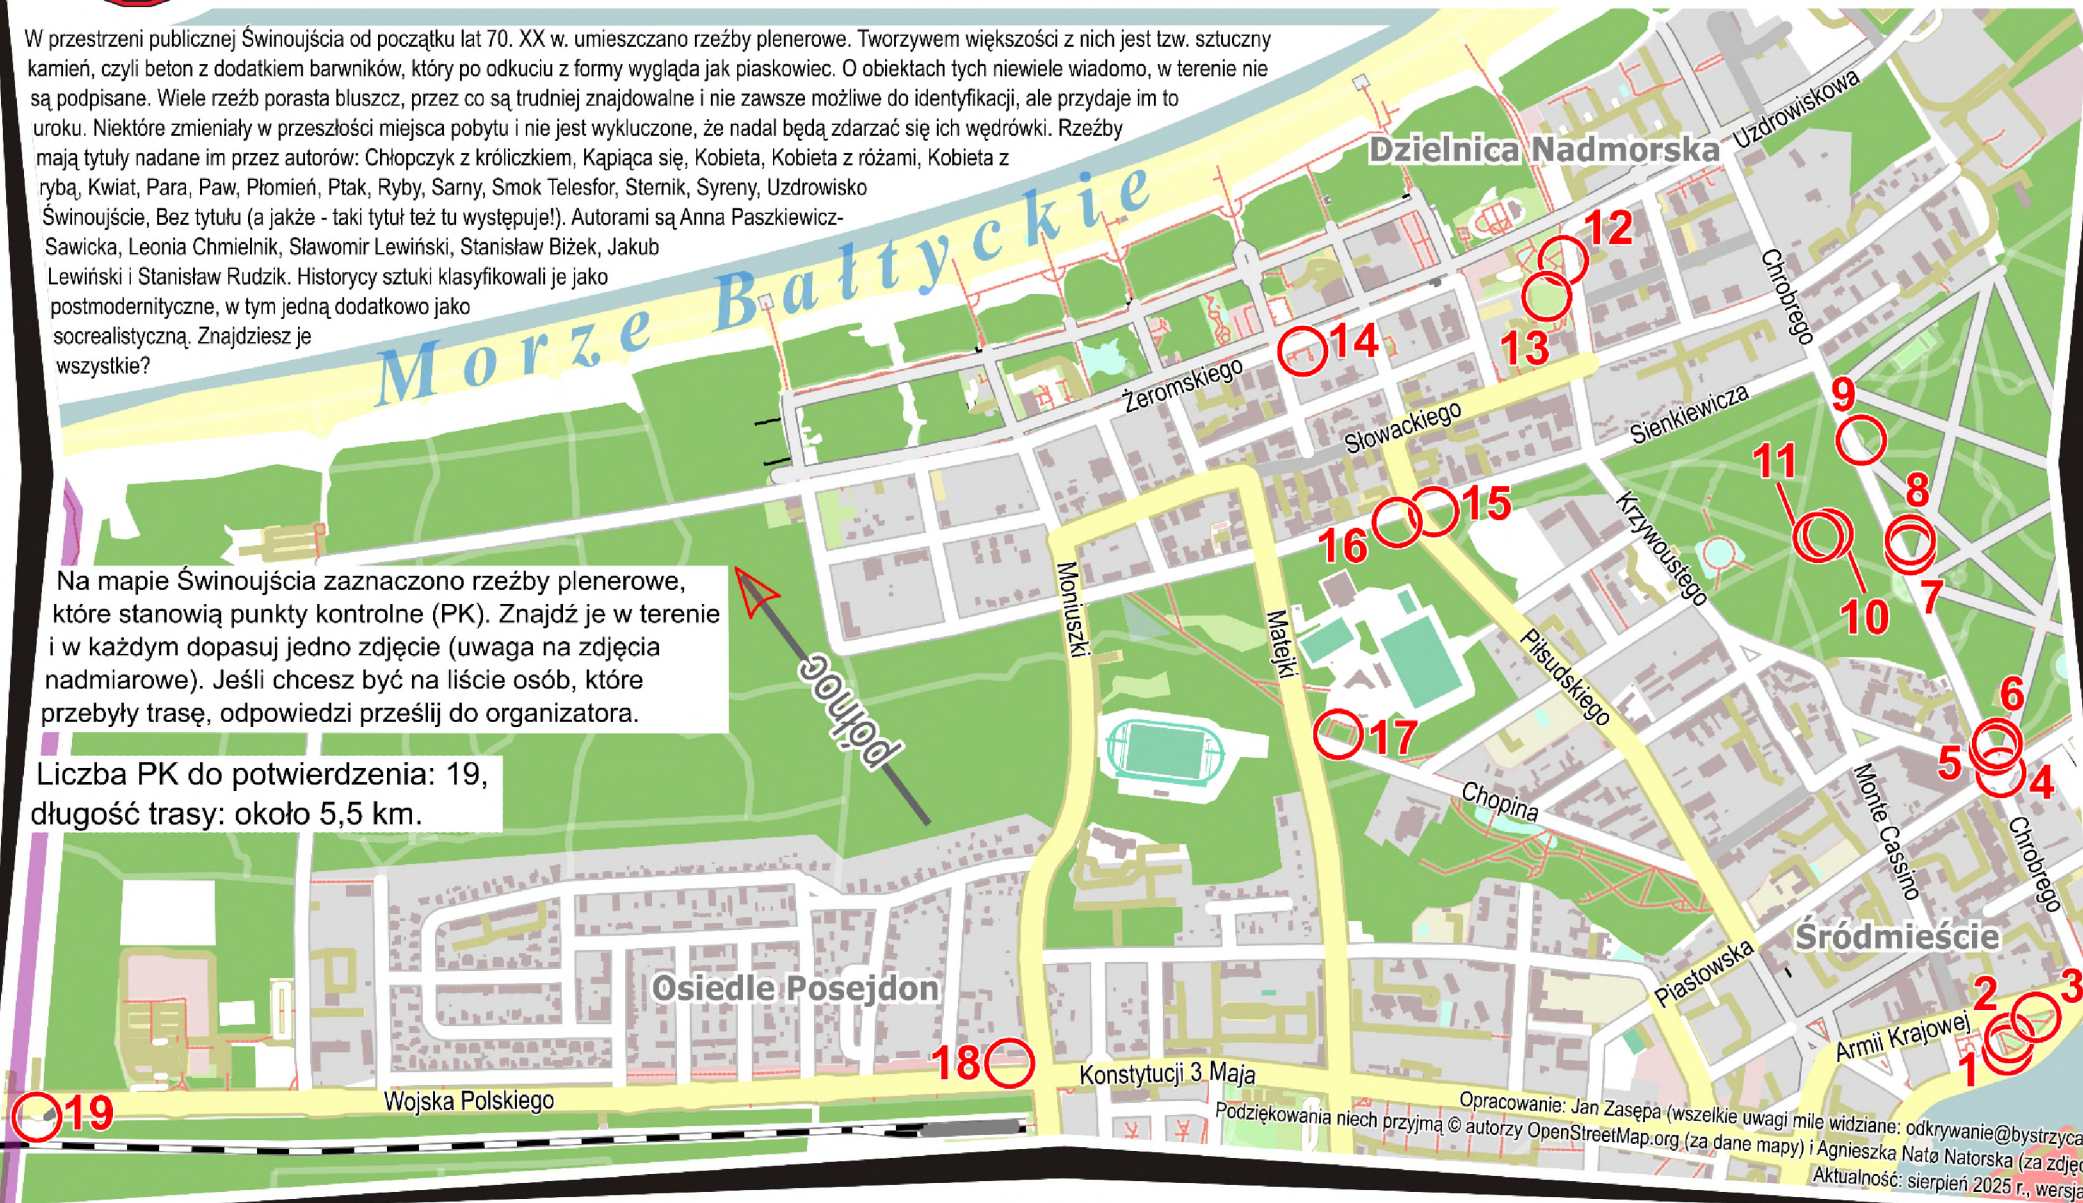 W przestrzeni publicznej Świnoujścia od początku lat 70. XX w. umieszczano rzeźby plenerowe. Tworzywem większości z nich jest tzw. sztuczny
kamień, czyli beton z dodatkiem barwników, który po odkuciu z formy wygląda jak piaskowiec. O obiektach tych niewiele wiadomo, w terenie nie
są podpisane. Wiele rzeźb porasta bluszcz, przez co są trudniej znajdowalne i nie zawsze możliwe do identyfikacji, ale przydaje im to
uroku. Niektóre zmieniały w przeszłości miejsca pobytu i nie jest wykluczone, że nadal będą zdarzać się ich wędrówki. Rzeźby
mają tytuły nadane im przez autorów: Chłopczyk z króliczkiem, Kąpiąca się, Kobieta, Kobieta z różami, Kobieta z
rybą, Kwiat, Para, Paw, Płomień, Ptak, Ryby, Sarny, Smok Telesfor, Sternik, Syreny, Uzdrowisko
Świnoujście, Bez tytułu (a jakże - taki tytuł też tu występuje!). Autorami są Anna Paszkiewicz-
Sawicka, Leonia Chmielnik, Sławomir Lewiński, Stanisław Biżek, Jakub
Lewiński i Stanisław Rudzik. Historycy sztuki klasyfikowali je jako
postmodernityczne, w tym jedną dodatkowo jako
socrealistyczną. Znajdziesz je
wszystkie?
Morze Bałtyckie
Dzielnica Nadmorska
Uzdrowiskowa
12
Chrobrego
13
14
Żeromskiego
Słowackiego
Sienkiewicza
9
11
8
15
16
Krzywoustego
10
7
Na mapie Świnoujścia zaznaczono rzeźby plenerowe,
które stanowią punkty kontrolne (PK). Znajdź je w terenie
i w każdym dopasuj jedno zdjęcie (uwaga na zdjęcia
nadmiarowe). Jeśli chcesz być na liście osób, które
przebyły trasę, odpowiedzi prześlij do organizatora.
północ
Moniuszki
Matejki
Piłsudskiego
6
17
5
4
Liczba PK do potwierdzenia: 19,
długość trasy: około 5,5 km.
Chopina
Monte Cassino
Chrobrego
Śródmieście
Piastowska
Osiedle Posejdon
2
3
Armii Krajowej
1
18
Konstytucji 3 Maja
Wojska Polskiego
19
Opracowanie: Jan Zasępa (wszelkie uwagi mile widziane: odkrywanie@bystrzyca
Podziękowania niech przyjmą © autorzy OpenStreetMap.org (za dane mapy) i Agnieszka Natø Natorska (za zdjęc
Aktualność: sierpień 2025 r., wersja